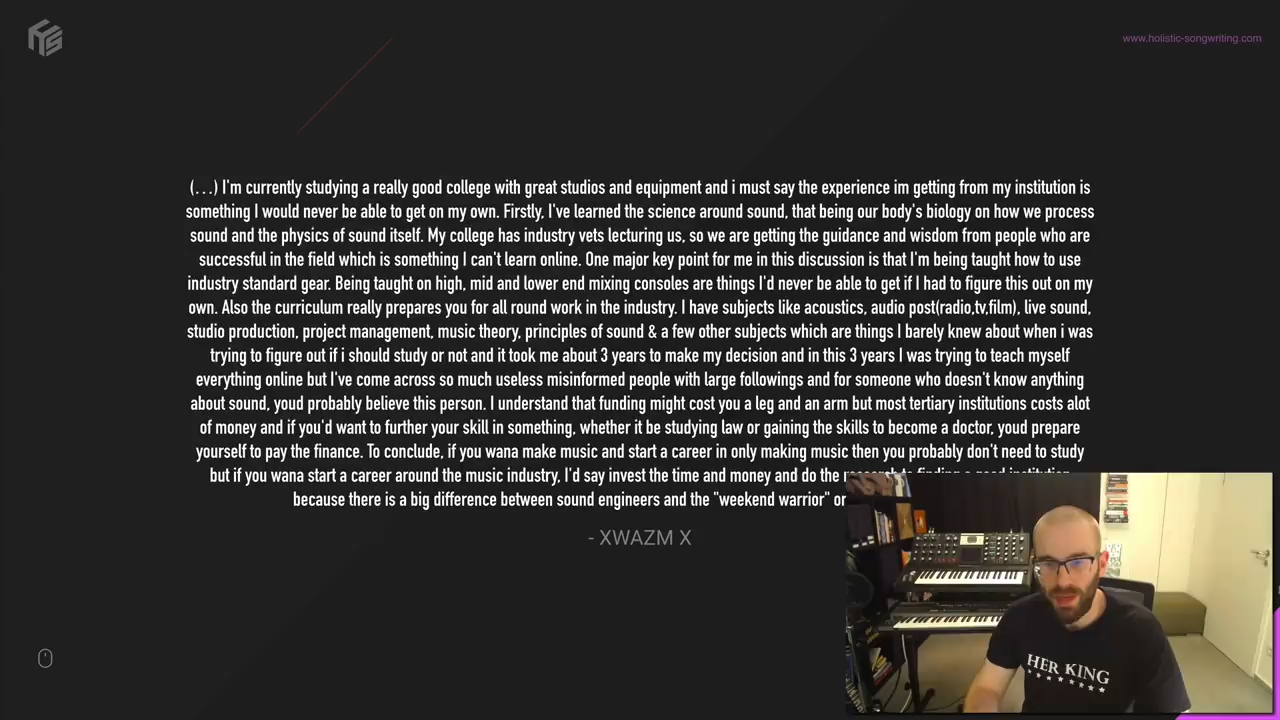 www.holistic-songwriting.com
(...) I'm currently studying a really good college with great studios and equipment and i must say the experience im getting from my institution is
something I would never be able to get on my own. Firstly, I've learned the science around sound, that being our body's biology on how we process
sound and the physics of sound itself. My college has industry vets lecturing us, so we are getting the guidance and wisdom from people who are
successful in the field which is something I can't learn online. One major key point for me in this discussion is that I'm being taught how to use
industry standard gear. Being taught on high, mid and lower end mixing consoles are things I'd never be able to get if I had to figure this out on my
own. Also the curriculum really prepares you for all round work in the industry. I have subjects like acoustics, audio post(radio,tv,film), live sound,
studio production, project management, music theory, principles of sound & a few other subjects which are things I barely knew about when i was
trying to figure out if i should study or not and it took me about 3 years to make my decision and in this 3 years I was trying to teach myself
everything online but I've come across so much useless misinformed people with large followings and for someone who doesn't know anything
about sound, youd probably believe this person. I understand that funding might cost you a leg and an arm but most tertiary institutions costs alot
of money and if you'd want to further your skill in something, whether it be studying law or gaining the skills to become a doctor, youd prepare
yourself to pay the finance. To conclude, if you wana make music and start a career in only making music then you probably don't need to study
but if you wana start a career around the music industry, I'd say invest the time and money and do the
because there is a big difference between sound engineers and the "weekend warrior"
- XWAZM X
HER KING